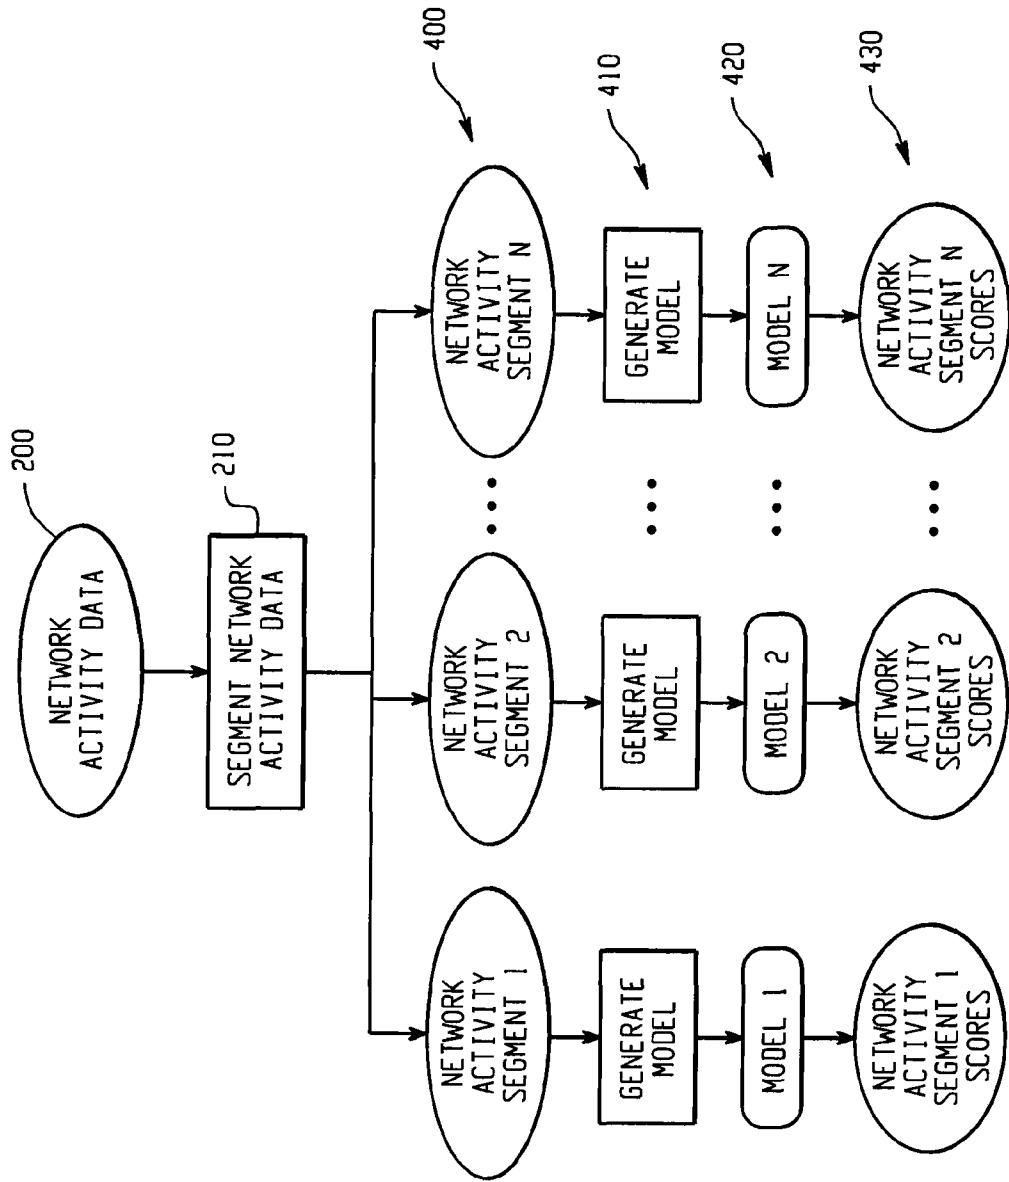 200
NETWORK
ACTIVITY DATA
210
SEGMENT NETWORK
ACTIVITY DATA
400
NETWORK
ACTIVITY
SEGMENT 1
NETWORK
ACTIVITY
SEGMENT 2
NETWORK
ACTIVITY
SEGMENT N
410
GENERATE
MODEL
GENERATE
MODEL
GENERATE
MODEL
420
MODEL 1
MODEL 2
MODEL N
430
NETWORK
ACTIVITY
SEGMENT 1
SCORES
NETWORK
ACTIVITY
SEGMENT 2
SCORES
NETWORK
ACTIVITY
SEGMENT N
SCORES